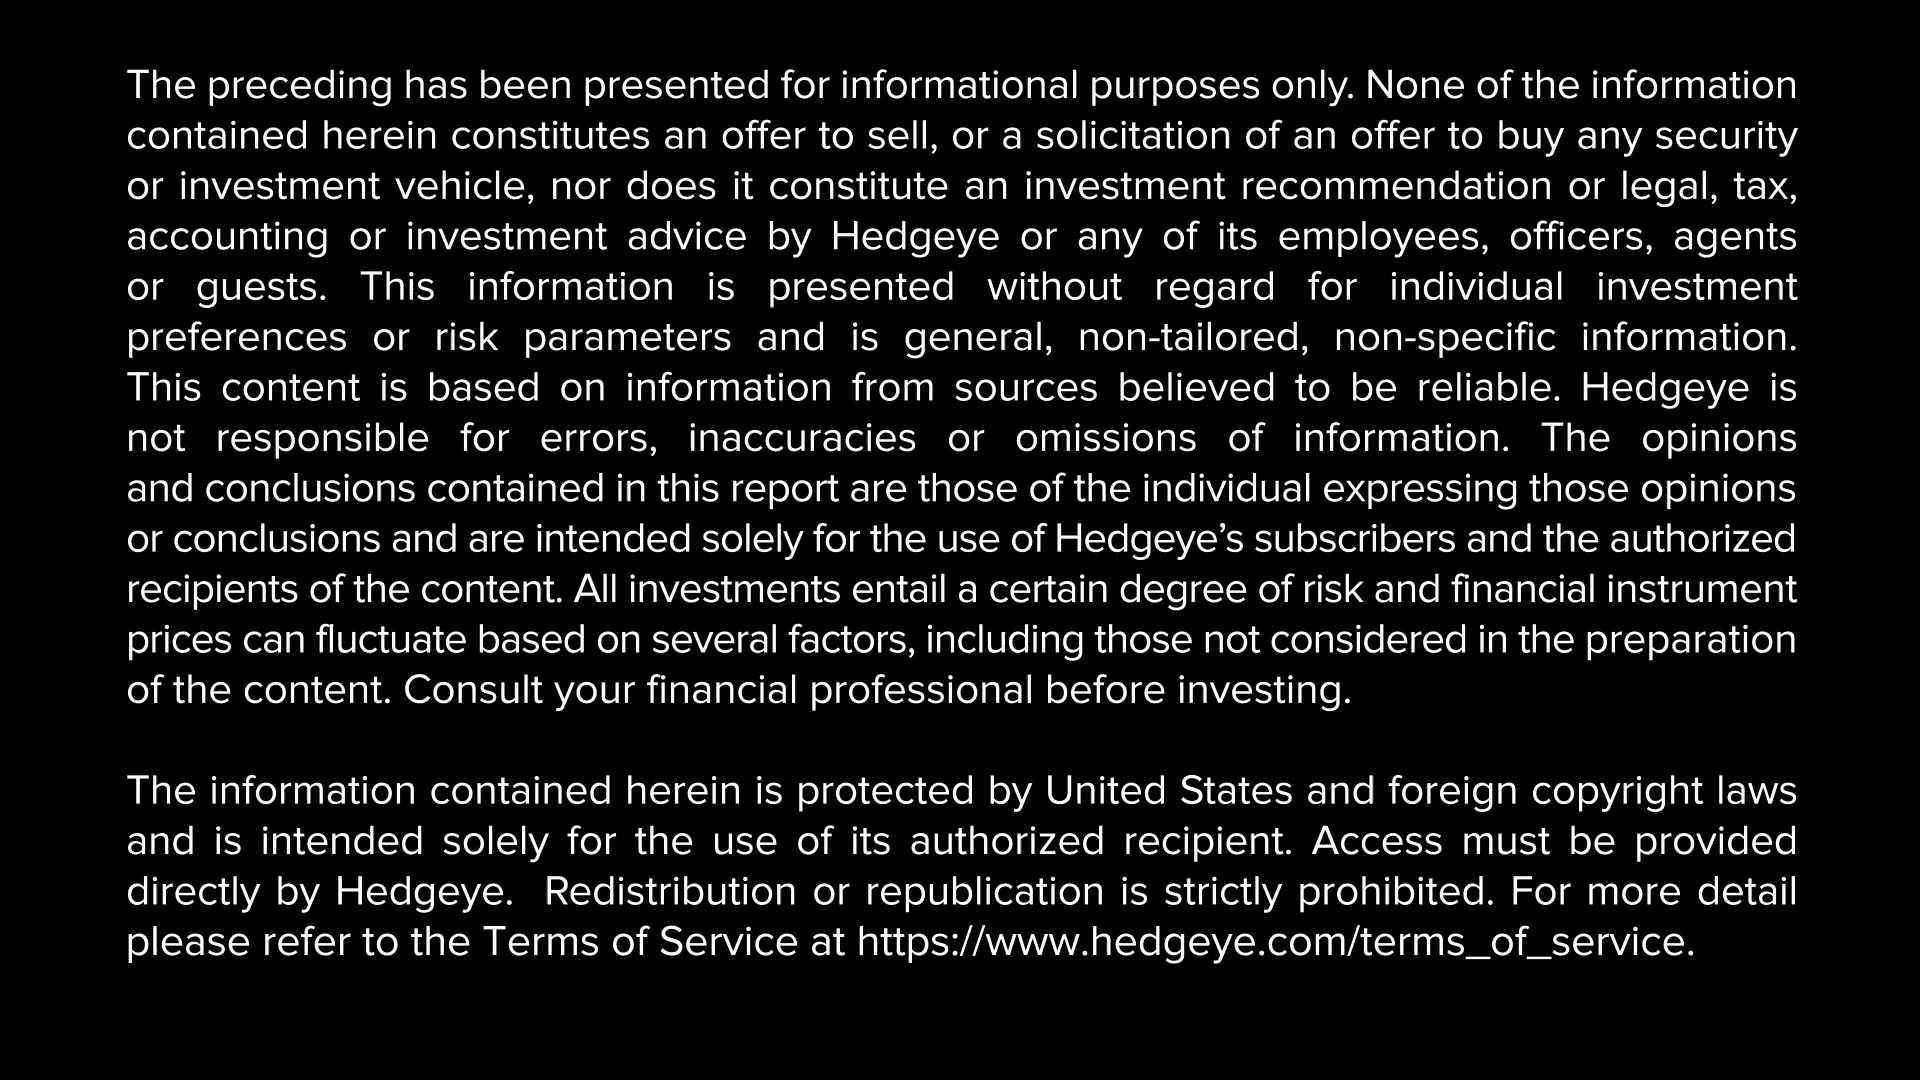 The preceding has been presented for informational purposes only. None of the information
contained herein constitutes an offer to sell, or a solicitation of an offer to buy any security
or investment vehicle, nor does it constitute an investment recommendation or legal, tax,
accounting or investment advice by Hedgeye or any of its employees, officers, agents
or guests. This information is presented without regard for individual investment
preferences or risk parameters and is general, non-tailored, non-specific information.
This content is based on information from sources believed to be reliable. Hedgeye is
not responsible for errors, inaccuracies or omissions of information. The opinions
and conclusions contained in this report are those of the individual expressing those opinions
or conclusions and are intended solely for the use of Hedgeye’s subscribers and the authorized
recipients of the content. All investments entail a certain degree of risk and financial instrument
prices can fluctuate based on several factors, including those not considered in the preparation
of the content. Consult your financial professional before investing.

The information contained herein is protected by United States and foreign copyright laws
and is intended solely for the use of its authorized recipient. Access must be provided
directly by Hedgeye.  Redistribution or republication is strictly prohibited. For more detail
please refer to the Terms of Service at https://www.hedgeye.com/terms_of_service.